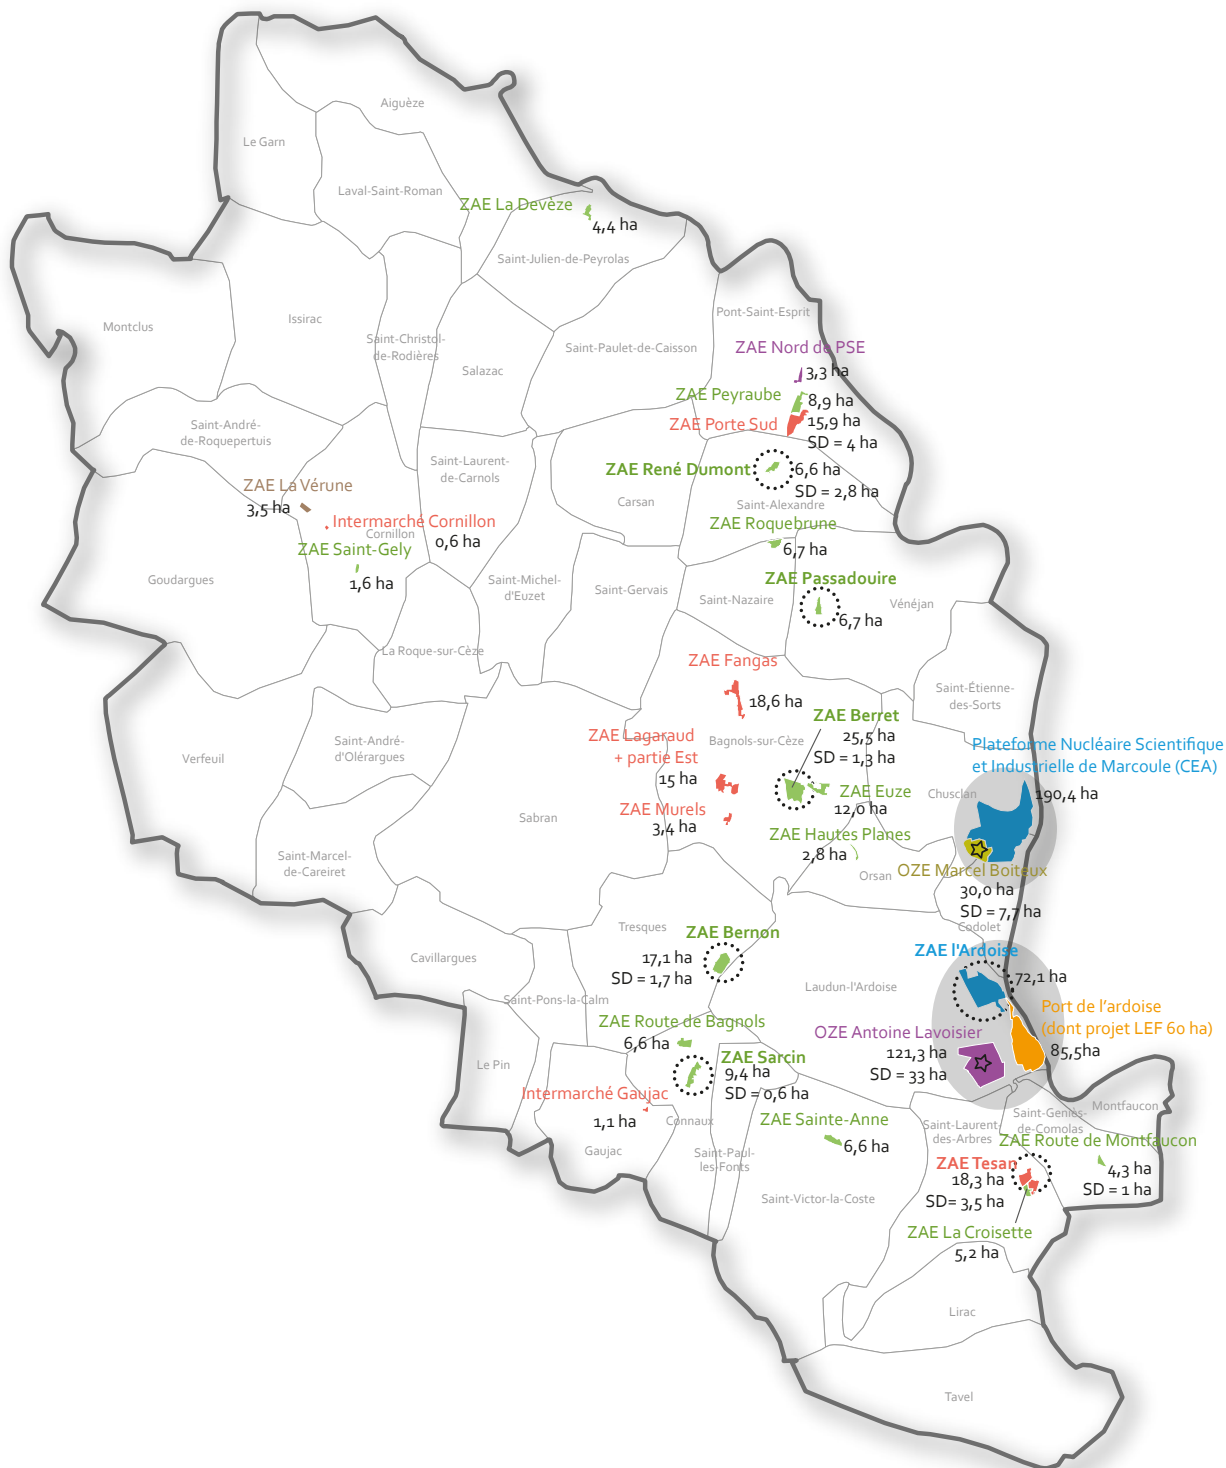 Aiguèze
Le Garn
Laval-Saint-Roman
ZAE La Devèze
4,4 ha
Saint-Julien-de-Peyrolas
Montclus
Issirac
Saint-Christol-
de-Rodières
Salazac
Saint-Paulet-de-Caisson
Pont-Saint-Esprit
ZAE Nord de PSE
3,3 ha
ZAE Peyraube
8,9 ha
ZAE Porte Sud
15,9 ha
SD = 4 ha
Saint-André-
de-Roquepertuis
Saint-Laurent-
de-Carnols
ZAE René Dumont
6,6 ha
SD = 2,8 ha
Carsan
Saint-Alexandre
ZAE La Vérune
3,5 ha
Intermarché Cornillon
0,6 ha
Cornillon
ZAE Saint-Gely
1,6 ha
ZAE Roquebrune
6,7 ha
Goudargues
Saint-Michel-
d'Euzet
Saint-Gervais
Saint-Nazaire
ZAE Passadouire
6,7 ha
Vénéjan
La Roque-sur-Cèze
ZAE Fangas
18,6 ha
Saint-Étienne-
des-Sorts
Verfeuil
Saint-André-
d'Olérargues
ZAE Lagaraud
+ partie Est
15 ha
Bagnols-sur-Cèze
ZAE Berret
25,5 ha
SD = 1,3 ha
Plateforme Nucléaire Scientifique
et Industrielle de Marcoule (CEA)
190,4 ha
Chusclan
ZAE Euze
12,0 ha
Sabran
ZAE Murels
3,4 ha
ZAE Hautes Planes
2,8 ha
Orsan
OZE Marcel Boiteux
30,0 ha
SD = 7,7 ha
Codolet
Saint-Marcel-
de-Careiret
Tresques
ZAE Bernon
17,1 ha
SD = 1,7 ha
Cavillargues
ZAE l'Ardoise
72,1 ha
Laudun-l'Ardoise
Saint-Pons-la-Calm
Port de l'ardoise
(dont projet LEF 60 ha)
85,5ha
ZAE Route de Bagnols
6,6 ha
OZE Antoine Lavoisier
121,3 ha
SD = 33 ha
Le Pin
ZAE Sarcin
9,4 ha
SD = 0,6 ha
Intermarché Gaujac
1,1 ha
Connaux
Gaujac
ZAE Sainte-Anne
6,6 ha
Saint-Paul-
les-Fonts
Saint-Laurent
des-Arbres
Saint-Geniès-
de-Comolas
Montfaucon
ZAE Route de Montfaucon
4,3 ha
SD = 1 ha
ZAE Tesan
18,3 ha
SD= 3,5 ha
Saint-Victor-la-Coste
ZAE La Croisette
5,2 ha
Lirac
Tavel